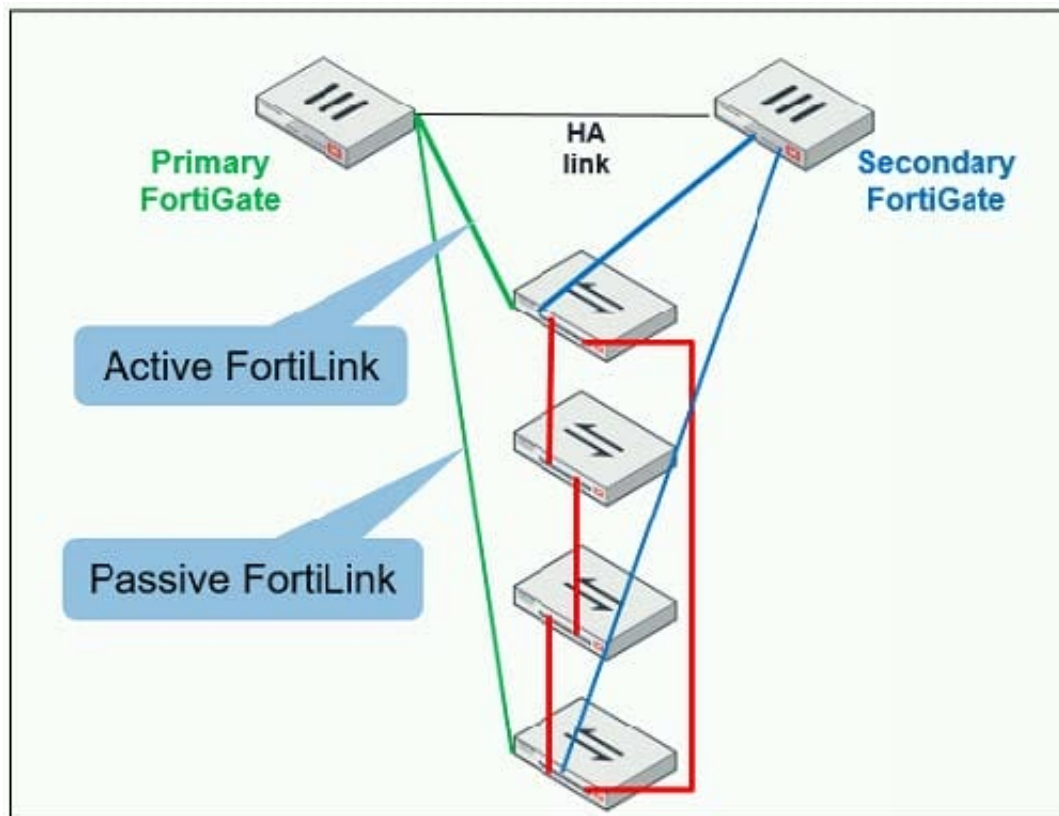 HA
link
Primary
FortiGate
Secondary
FortiGate
Active FortiLink
Passive FortiLink